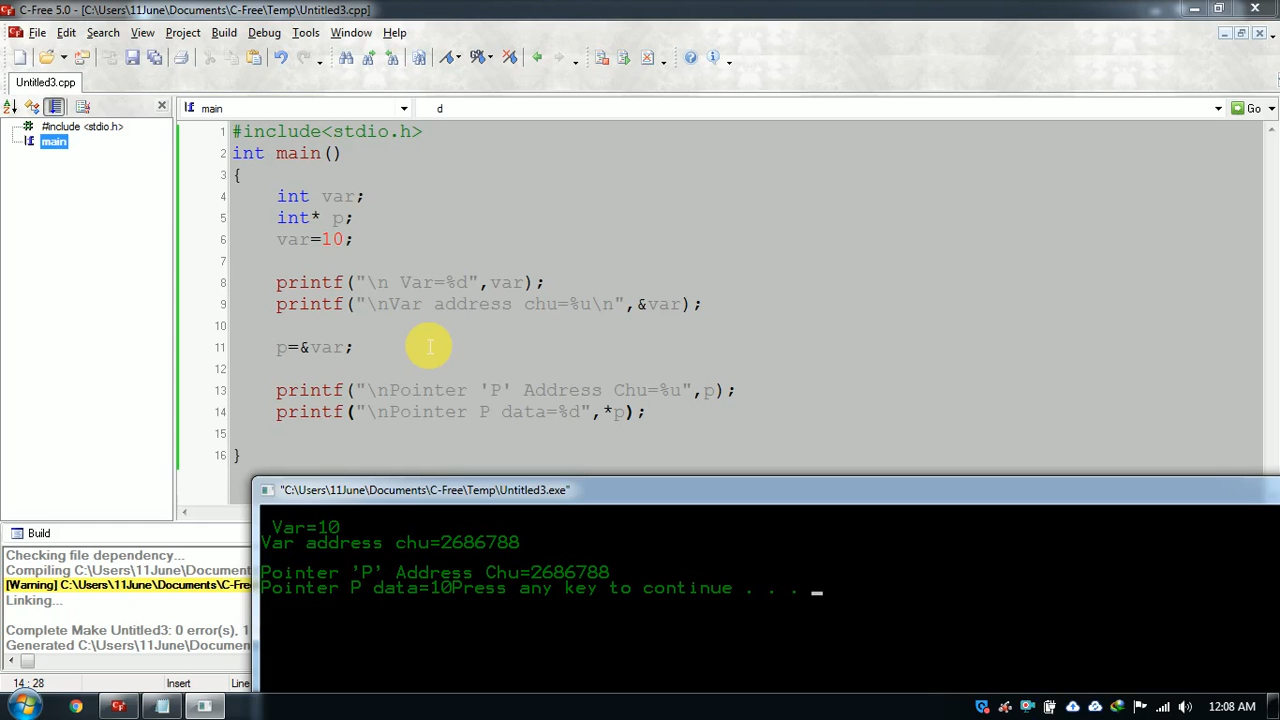 C-Free 5.0 - [C:\Users\11June\Documents\C-Free\Temp\Untitled3.cpp]
File Edit Search View Project Build Debug Tools Window Help
Untitled3.cpp
main d Go
#include <stdio.h>
main
1 #include<stdio.h>
2 int main()
3 {
4 int var;
5 int* p;
6 var=10;
7
8 printf("\n Var=%d",var);
9 printf("\nVar address chu=%u\n",&var);
10
11 p=&var;
12
13 printf("\nPointer 'P' Address Chu=%u",p);
14 printf("\nPointer P data=%d",*p);
15
16 }
"C:\Users\11June\Documents\C-Free\Temp\Untitled3.exe"
Var=10
Var address chu=2686788
Pointer 'P' Address Chu=2686788
Pointer P data=10Press any key to continue . . . _
Build
Checking file dependency...
Compiling C:\Users\11June\Document
[Warning] C:\Users\11June\Documents\C-Fre
Linking...
Complete Make Untitled3: 0 error(s), 1
Generated C:\Users\11June\Document
14 : 28 Insert Line
12:08 AM